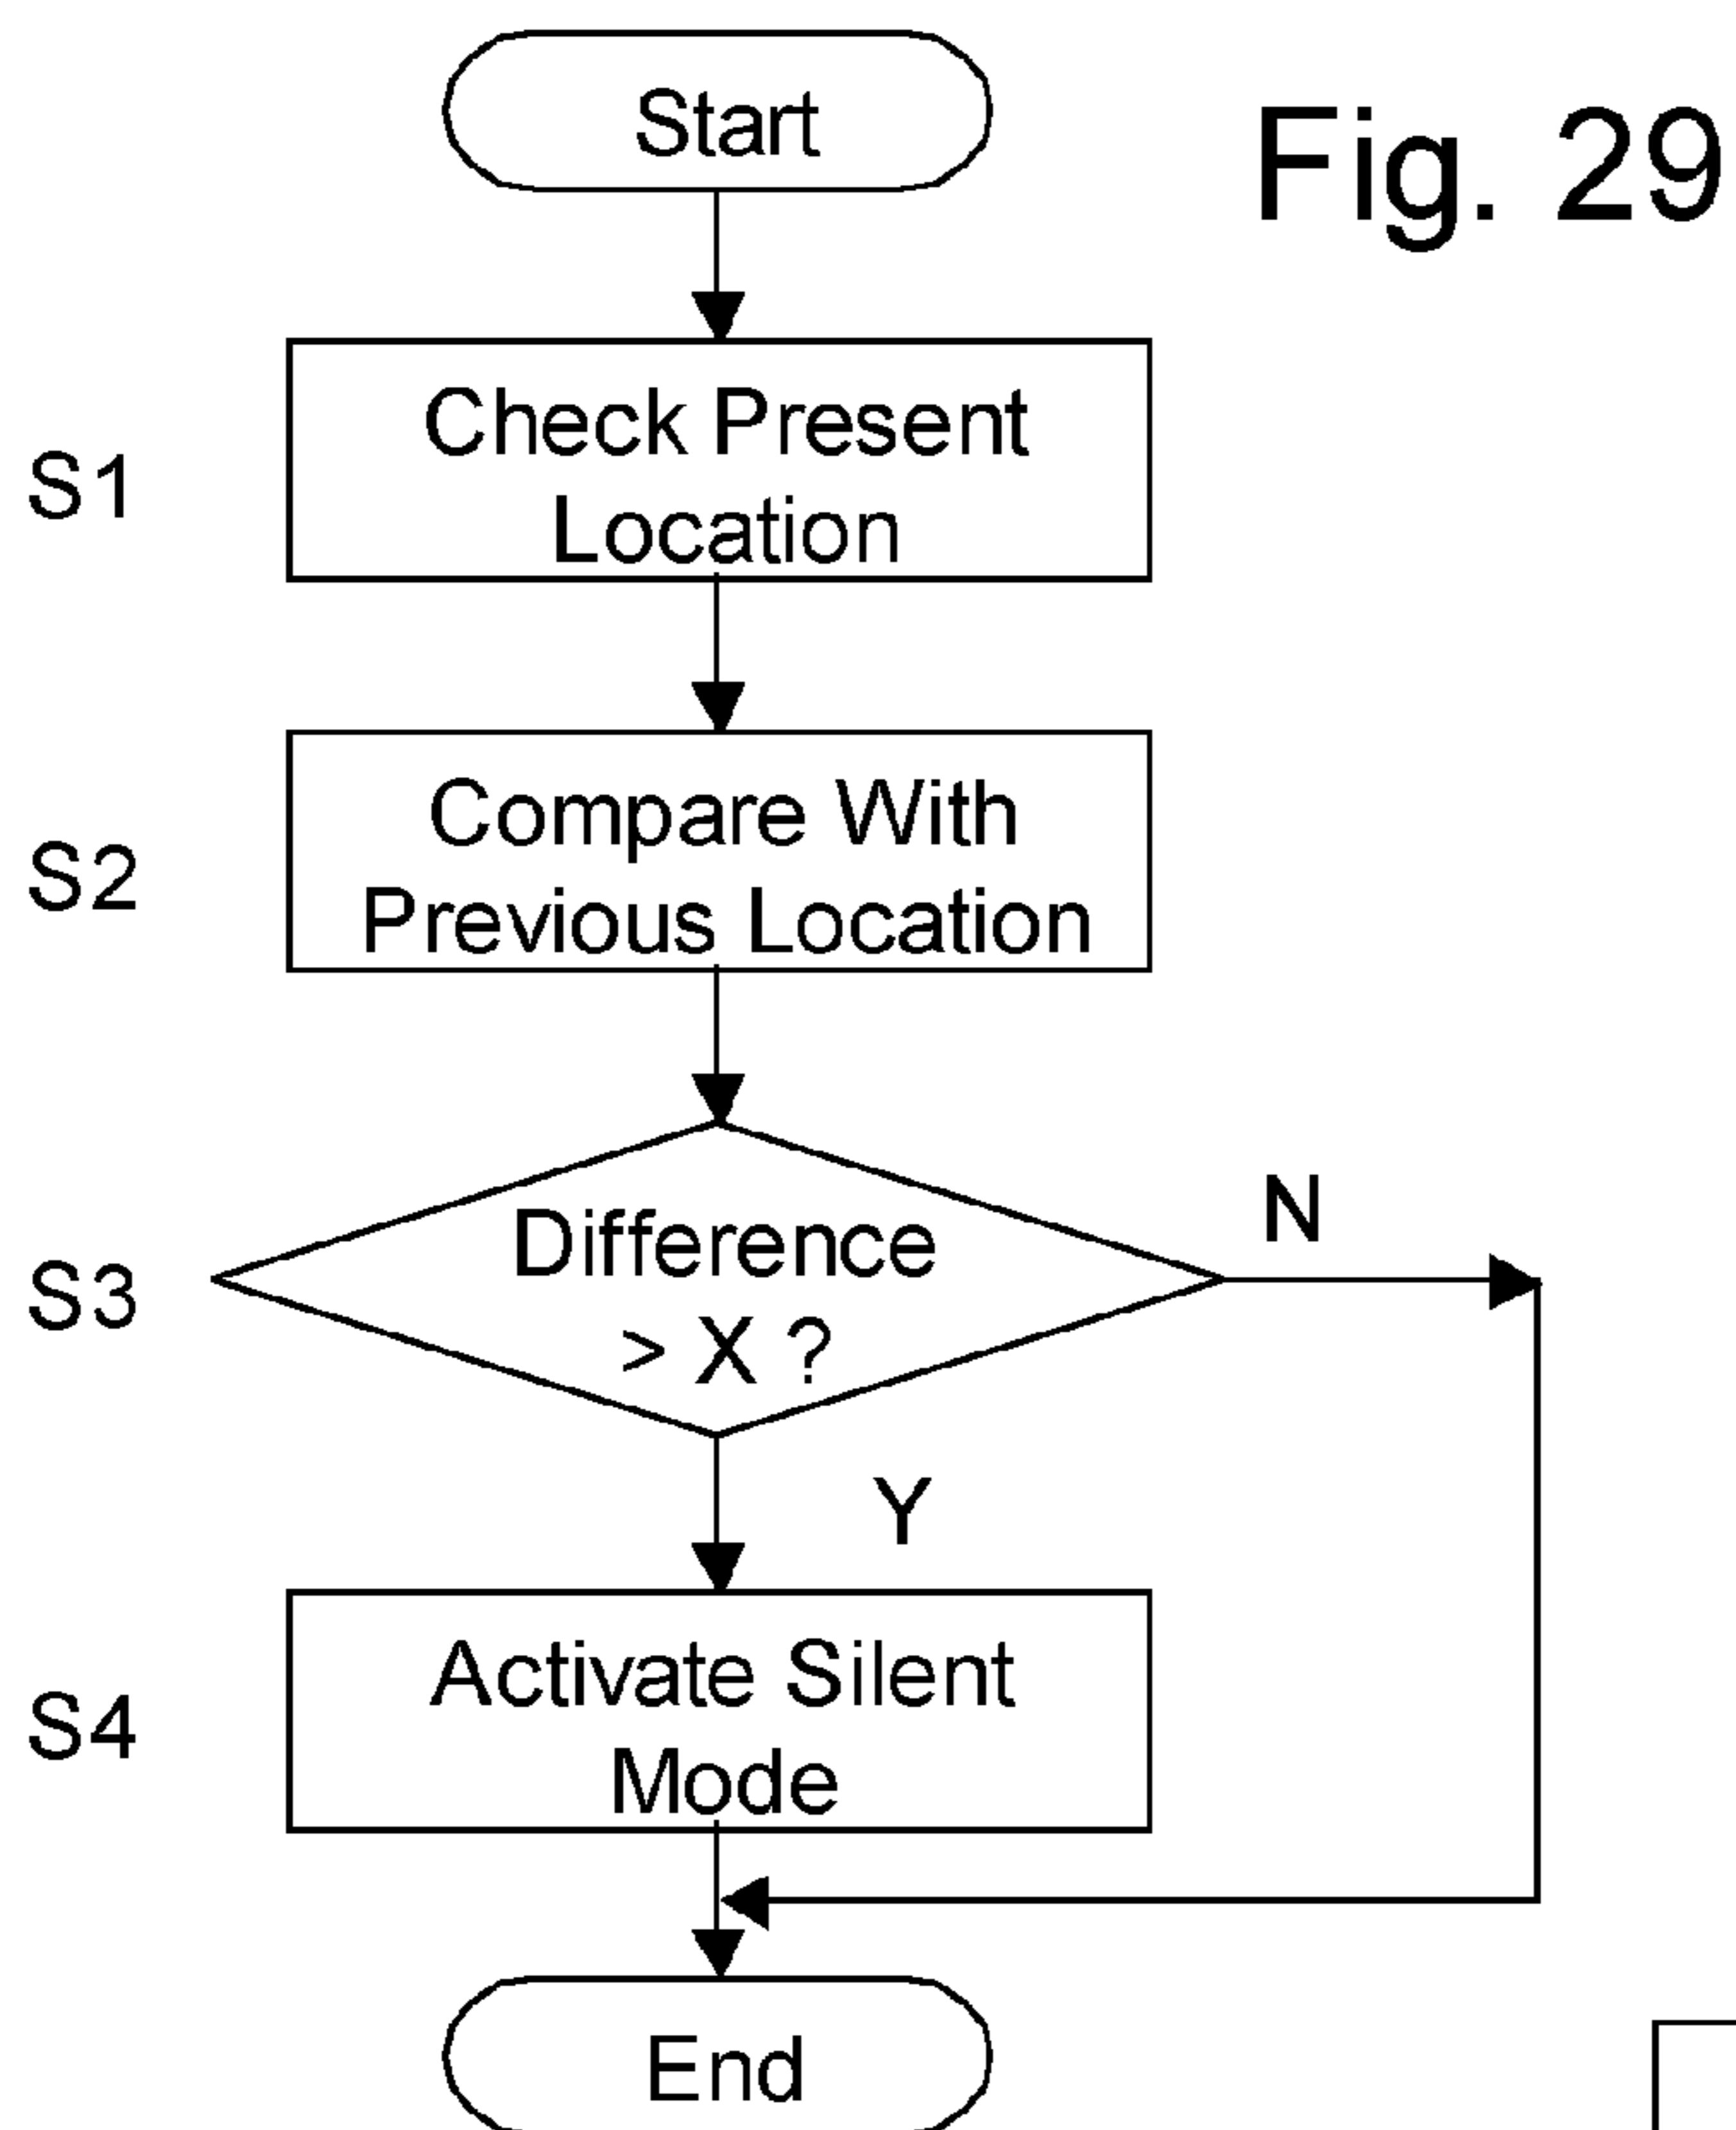 Start
Fig. 29
S1
Check Present
Location
S2
Compare With
Previous Location
S3
Difference
> X ?
N
Y
S4
Activate Silent
Mode
End